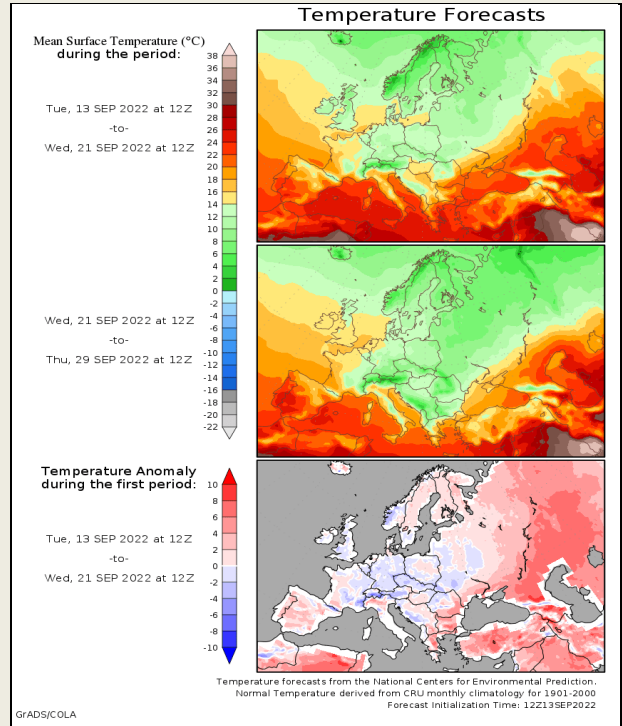 Temperature Forecasts
Mean Surface Temperature (°C)
during the period:
38
36
34
32
30
28
26
24
22
20
18
16
14
12
10
8
6
4
2
0
-2
-4
-6
-8
-10
-12
-14
-16
-18
-20
-22
Tue, 13 SEP 2022 at 12Z
-to-
Wed, 21 SEP 2022 at 12Z
Wed, 21 SEP 2022 at 12Z
-to-
Thu, 29 SEP 2022 at 12Z
Temperature Anomaly
during the first period:
10
8
6
4
2
0
-2
-4
-6
-8
-10
Tue, 13 SEP 2022 at 12Z
-to-
Wed, 21 SEP 2022 at 12Z
Temperature forecasts from the National Centers for Environmental Prediction.
Normal Temperature derived from CRU monthly climatology for 1901-2000
Forecast Initialization Time: 12Z13SEP2022
GrADS/COLA